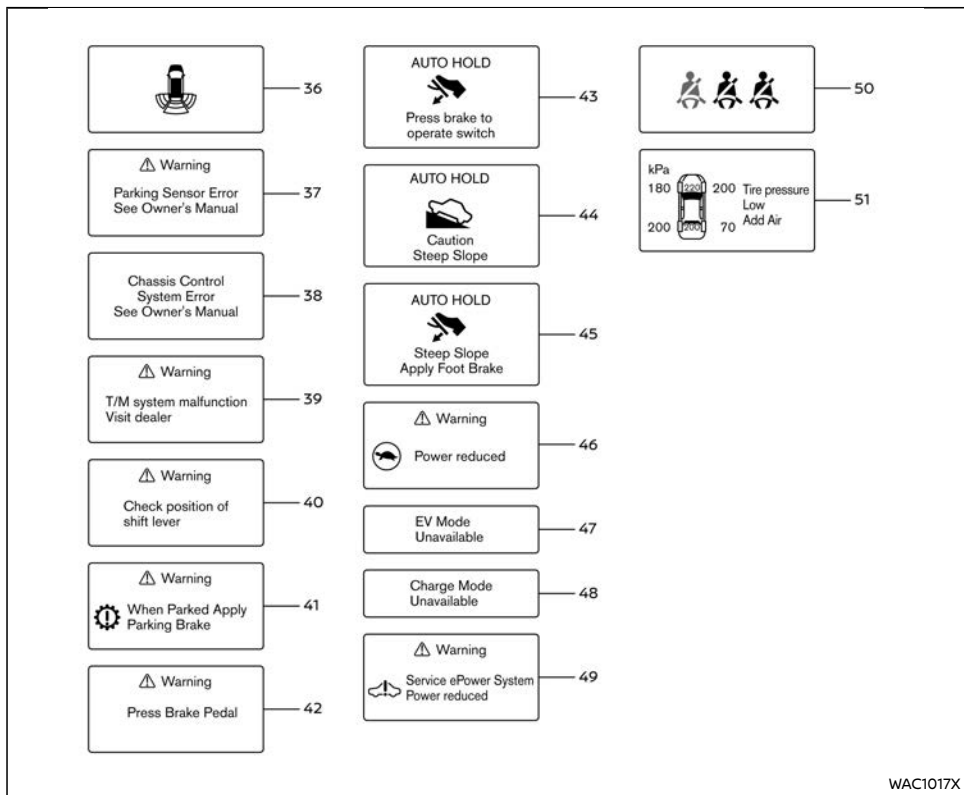 36
⚠ Warning
Parking Sensor Error
See Owner's Manual
37
Chassis Control
System Error
See Owner's Manual
38
⚠ Warning
T/M system malfunction
Visit dealer
39
⚠ Warning
Check position of
shift lever
40
⚠ Warning
When Parked Apply
Parking Brake
41
⚠ Warning
Press Brake Pedal
42
AUTO HOLD
Press brake to
operate switch
43
AUTO HOLD
Caution
Steep Slope
44
AUTO HOLD
Steep Slope
Apply Foot Brake
45
⚠ Warning
Power reduced
46
EV Mode
Unavailable
47
Charge Mode
Unavailable
48
⚠ Warning
Service ePower System
Power reduced
49
50
kPa
180 220 200 Tire pressure
Low
Add Air
200 200 70
51
WAC1017X